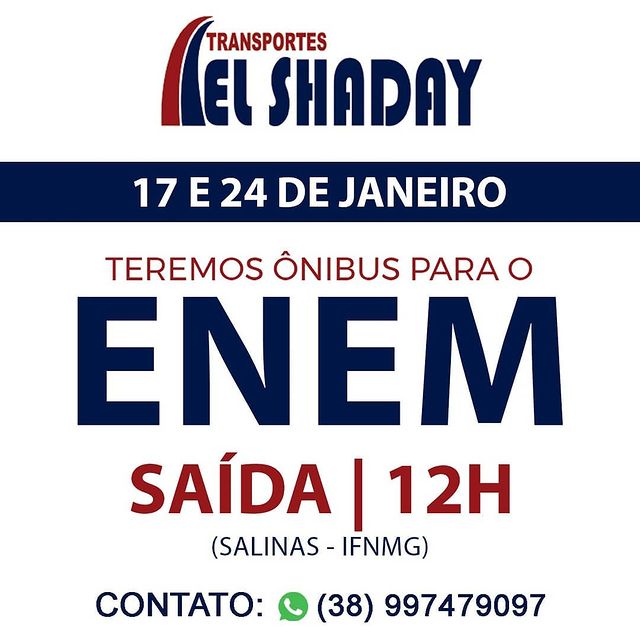 TRANSPORTES
EL SHADAY
17 E 24 DE JANEIRO
TEREMOS ÔNIBUS PARA O
ENEM
SAÍDA | 12H
(SALINAS - IFNMG)
CONTATO: (38) 997479097